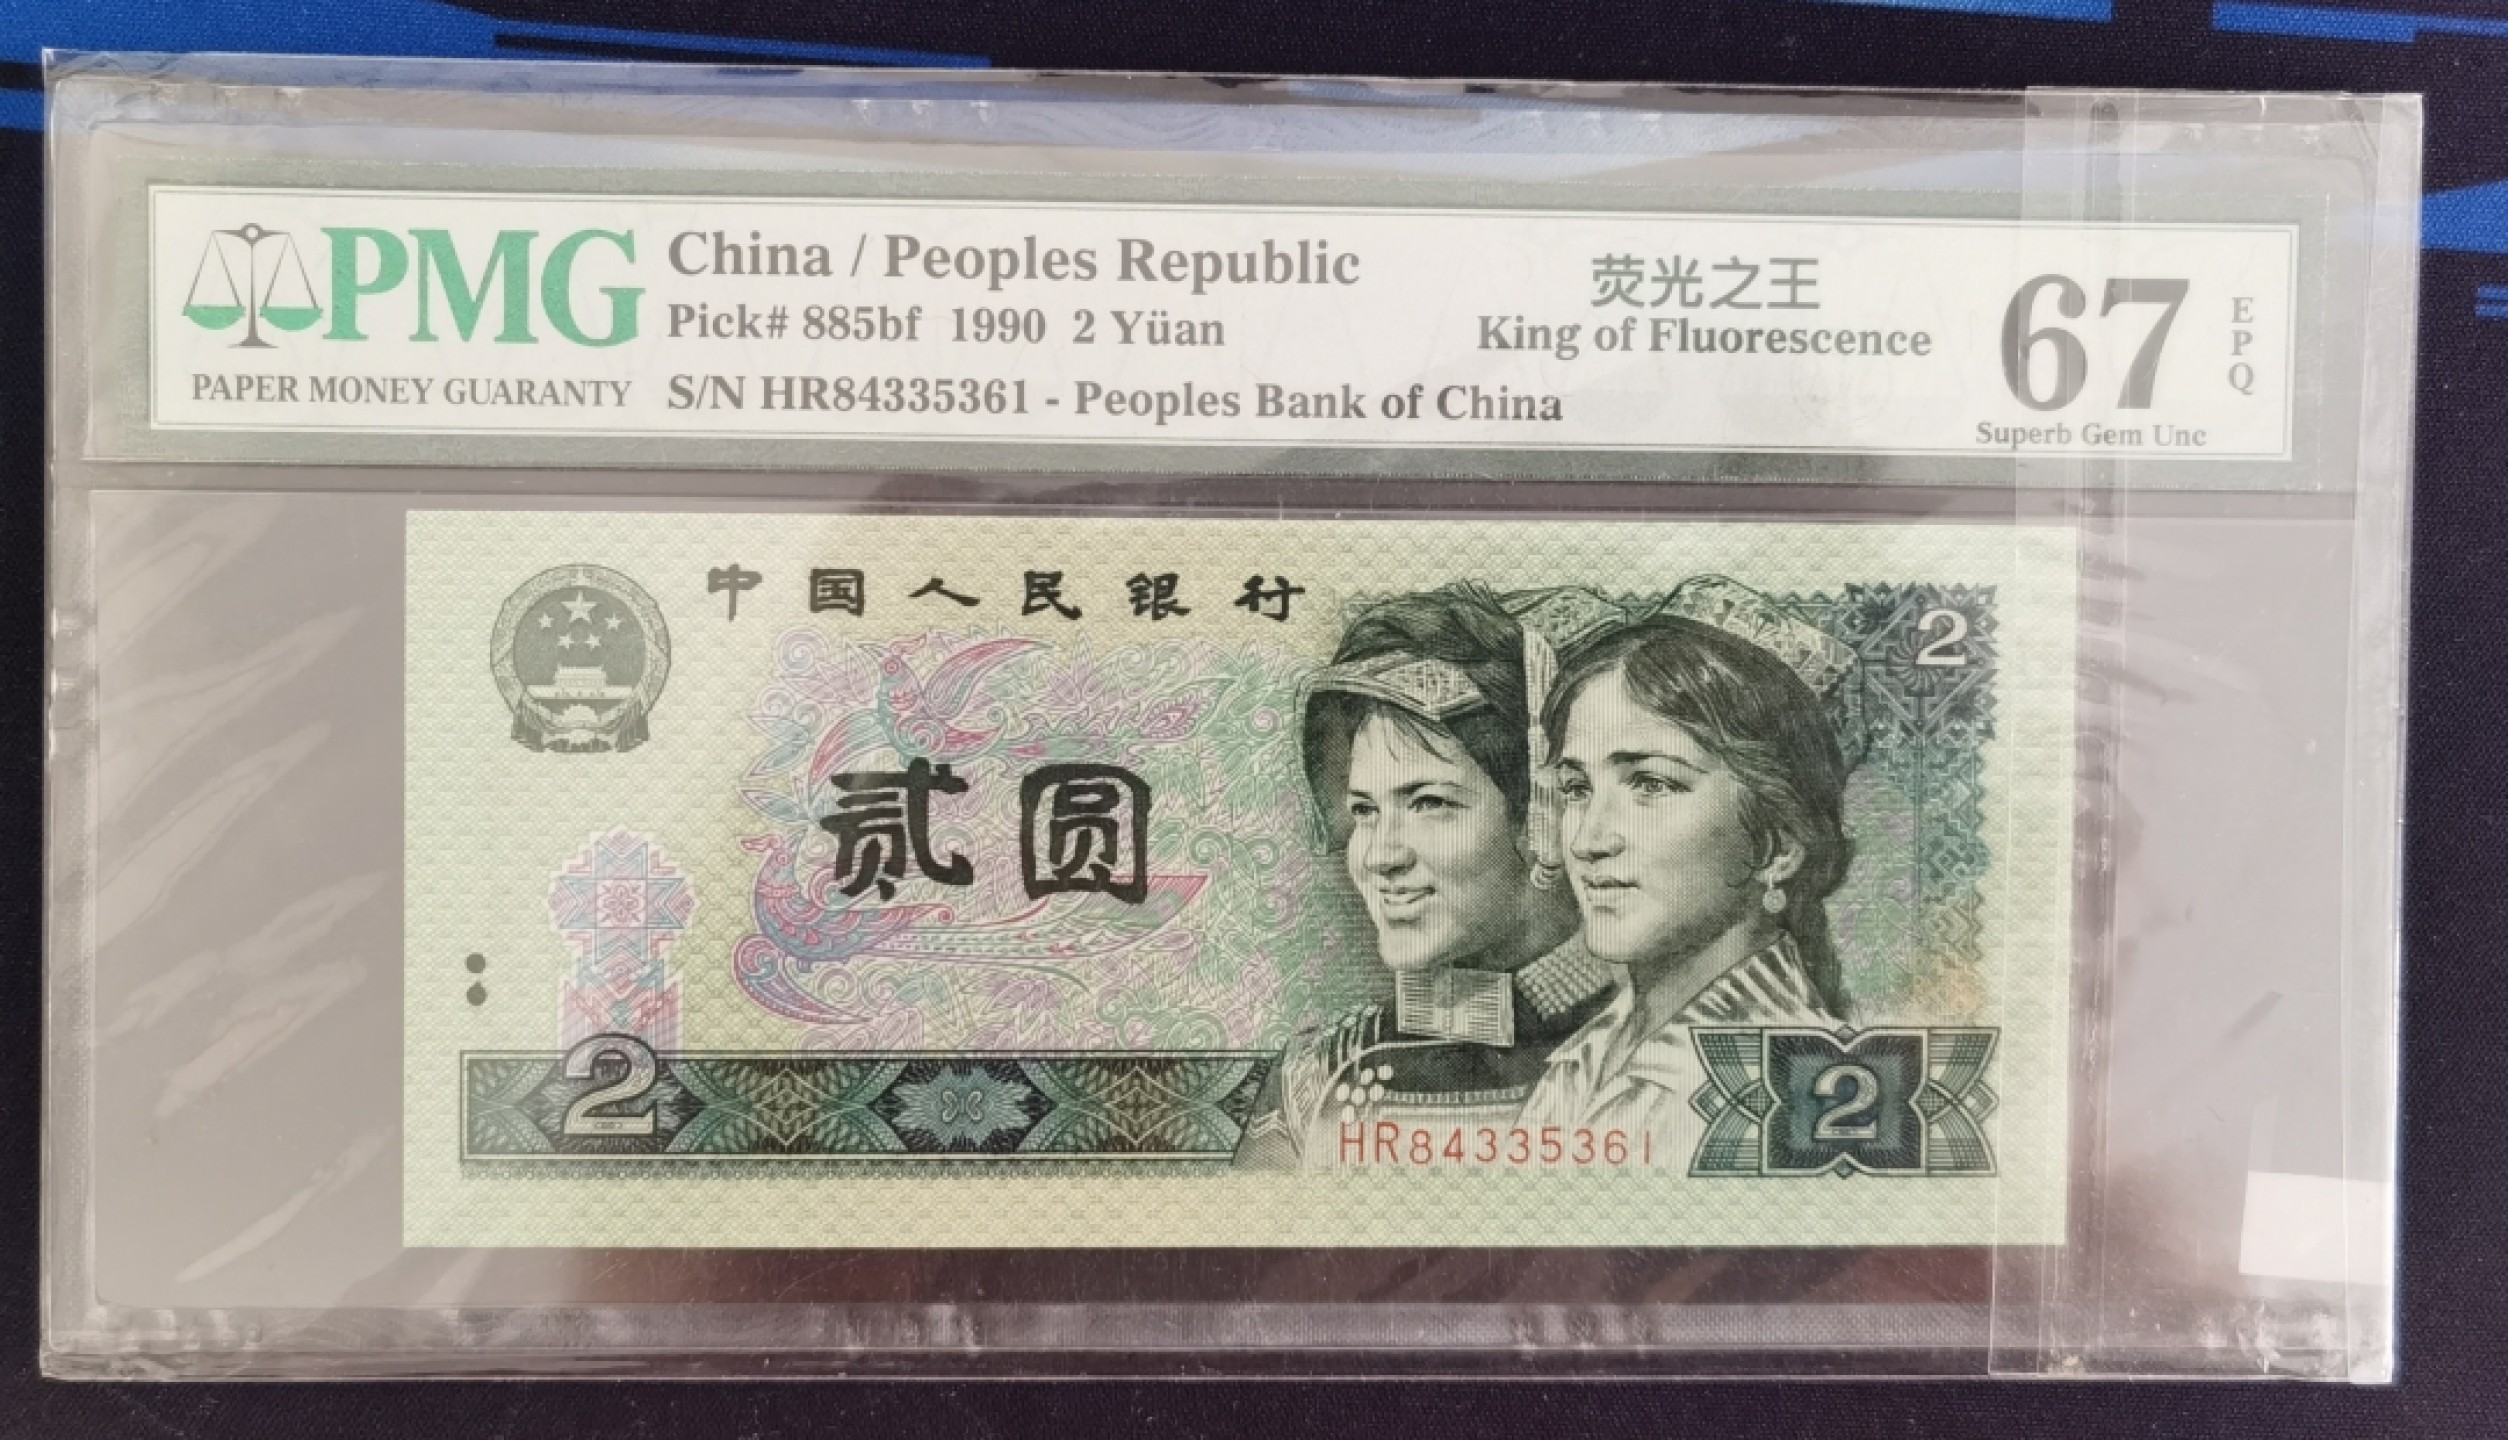 PMG
PAPER MONEY GUARANTY
China / Peoples Republic
Pick# 885bf 1990 2 Yüan
S/N HR84335361 - Peoples Bank of China
荧光之王
King of Fluorescence
67
EPQ
Superb Gem Unc
中国人民银行
2
贰圆
2
2
HR84335361